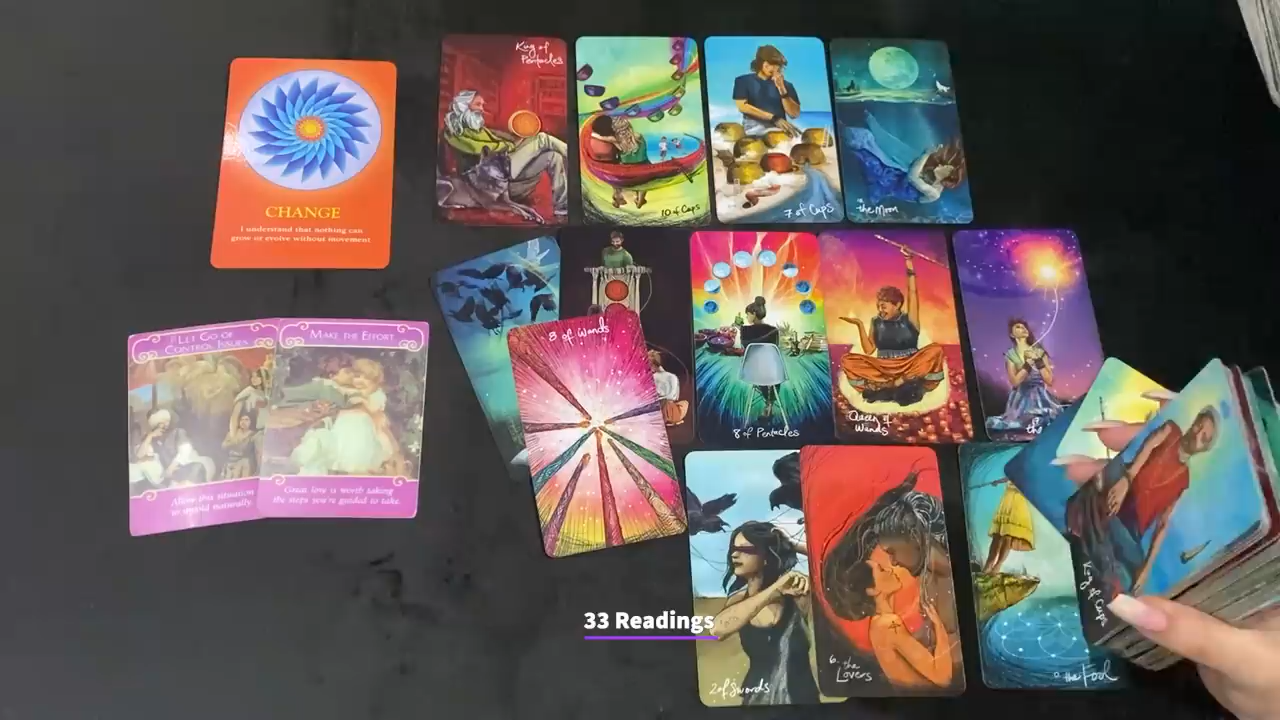 King of
Pentacles
10 of Cups
7 of Cups
the Moon
CHANGE
I understand that nothing can
grow or evolve without movement
LET GO OF
CONTROL ISSUES
MAKE THE EFFORT
Allow this situation
to unfold naturally.
Great love is worth taking
the steps you're guided to take.
8 of Wands
8 of Pentacles
Queen of
Wands
the
King of Cups
33 Readings
2 of Swords
6. the
Lovers
0. the Fool